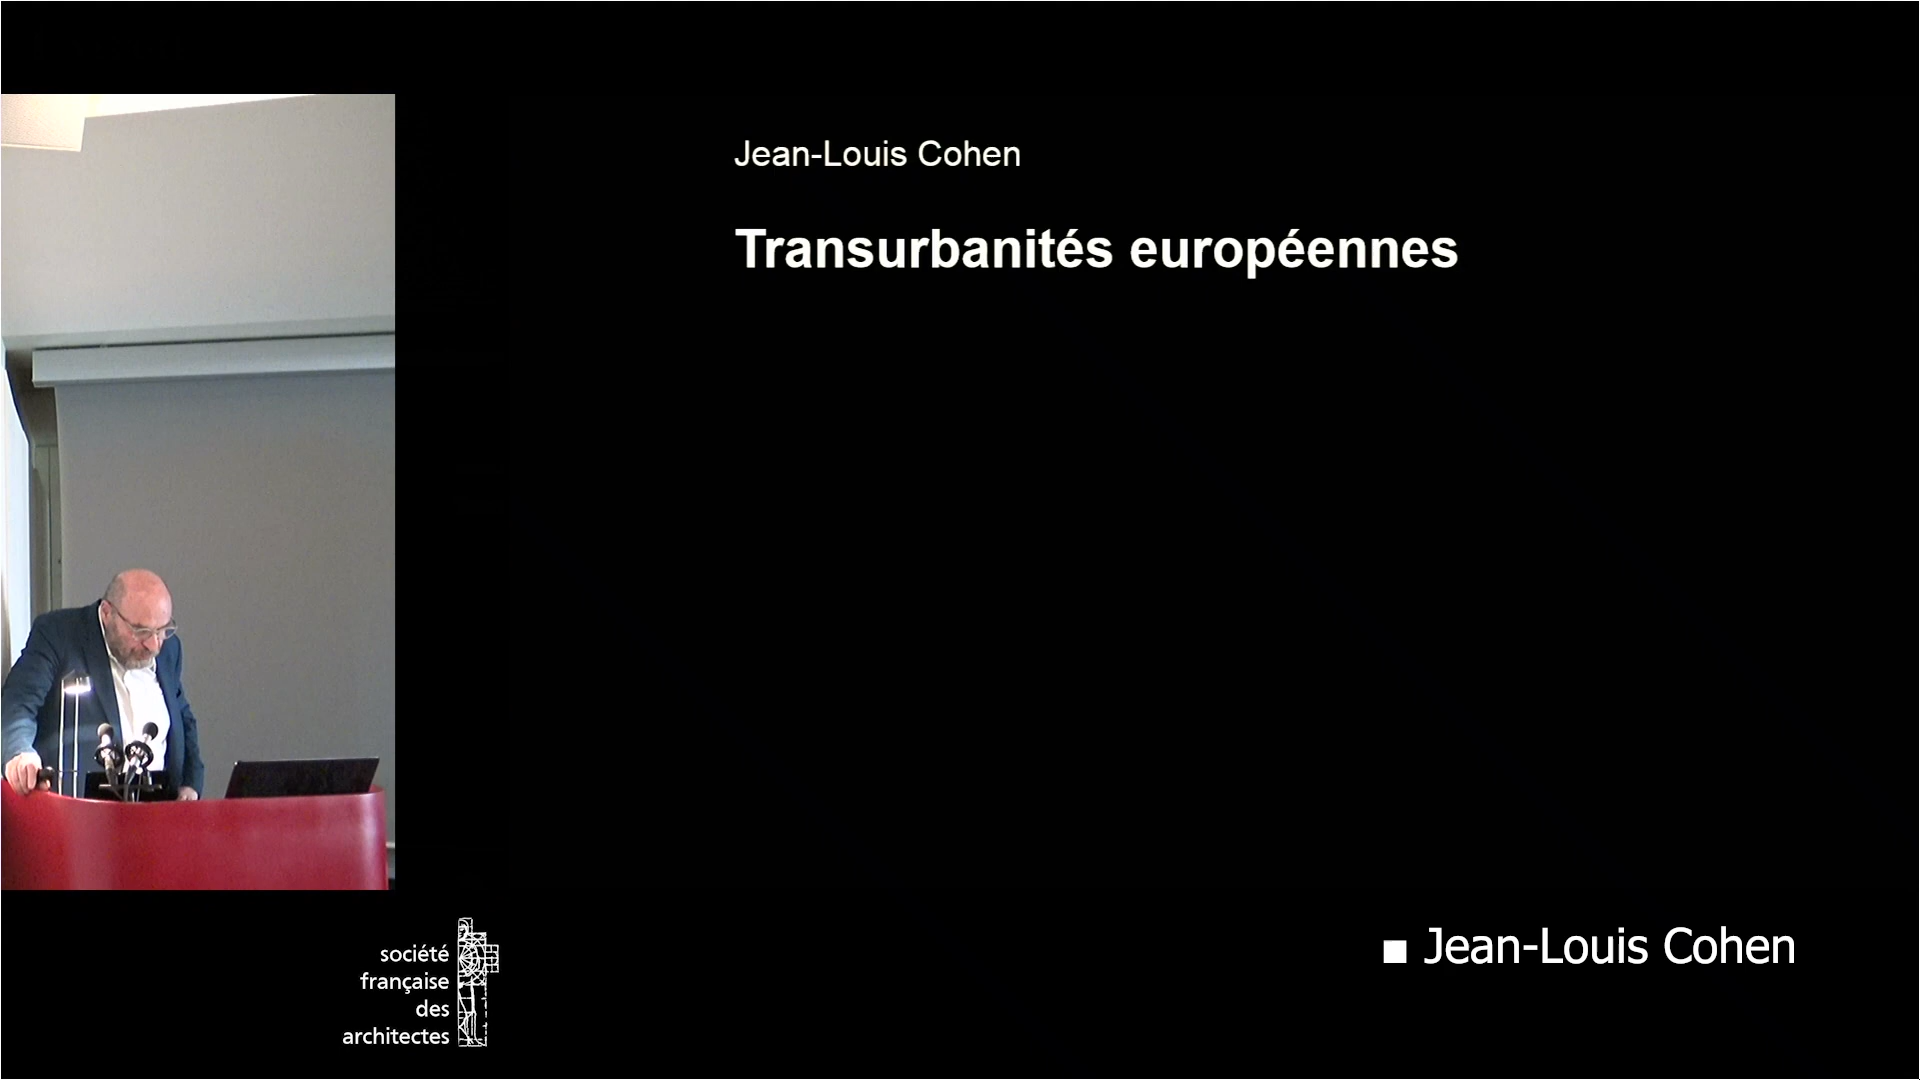 Jean-Louis Cohen
Transurbanités européennes
société
française
des
architectes
Jean-Louis Cohen